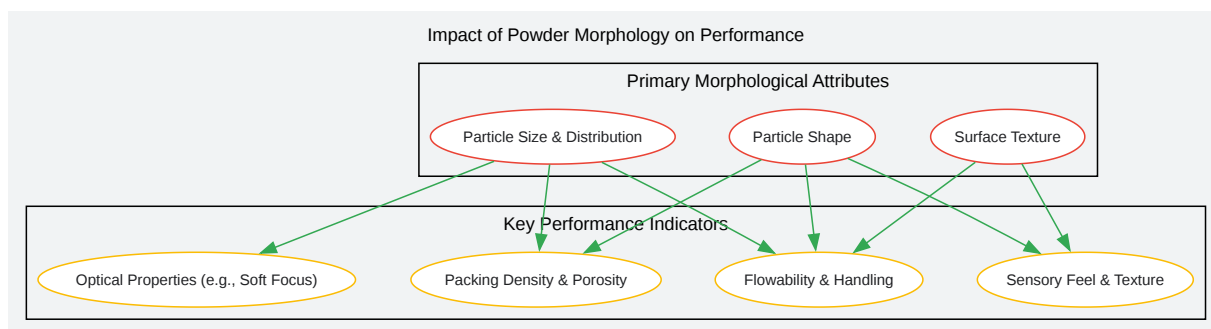 Impact of Powder Morphology on Performance
Primary Morphological Attributes
Particle Size & Distribution
Particle Shape
Surface Texture
Key Performance Indicators
Optical Properties (e.g., Soft Focus)
Packing Density & Porosity
Flowability & Handling
Sensory Feel & Texture